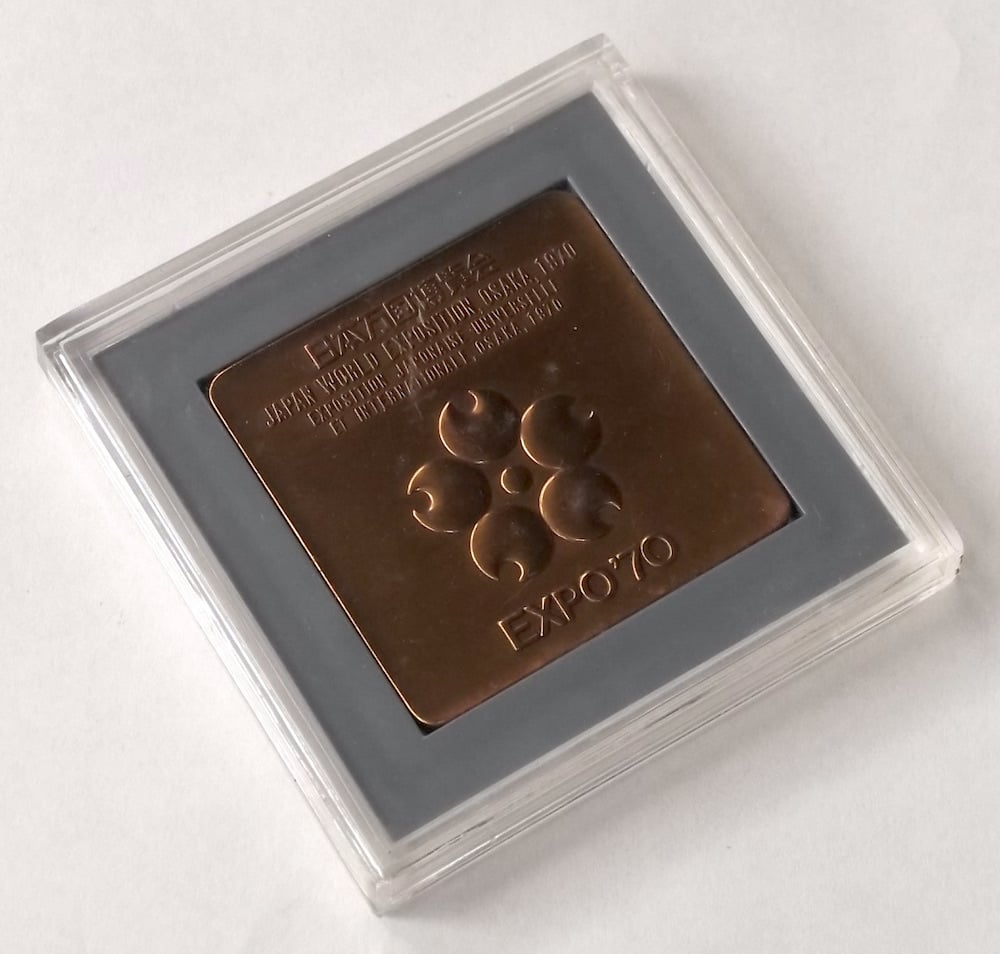 日本万国博覧会
JAPAN WORLD EXPOSITION OSAKA, 1970
EXPOSITION JAPONAISE UNIVERSELLE
ET INTERNATIONALE, OSAKA, 1970
EXPO'70